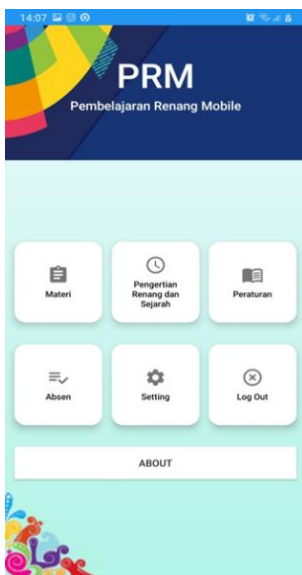 14:07
PRM
Pembelajaran Renang Mobile
Materi
Pengertian
Renang dan
Sejarah
Peraturan
Absen
Setting
Log Out
ABOUT